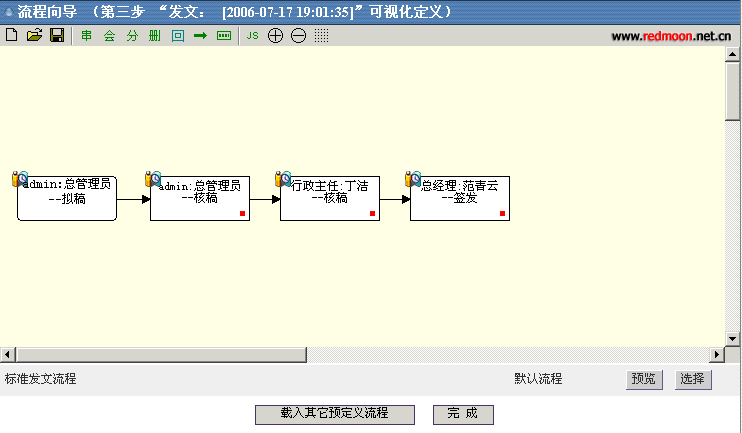 流程向导 （第三步 “发文： [2006-07-17 19:01:35]”可视化定义）
串 会 分 册 回 JS www.redmoon.net.cn
admin:总管理员
--拟稿
admin:总管理员
--核稿
行政主任:丁洁
--核稿
总经理:范青云
--签发
标准发文流程 默认流程 预览 选择
载入其它预定义流程 完 成